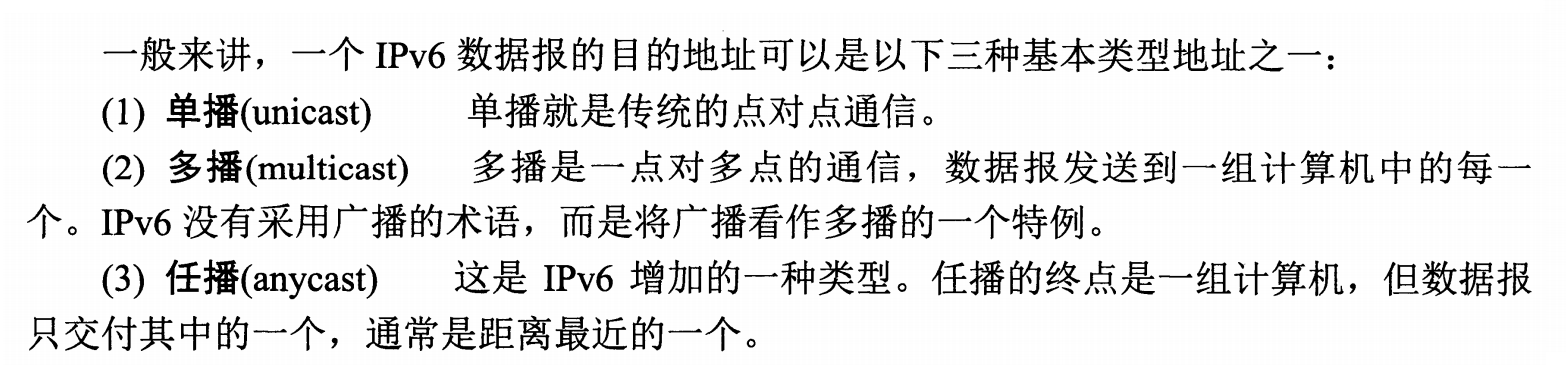 一般来讲，一个 IPv6 数据报的目的地址可以是以下三种基本类型地址之一：
(1) 单播(unicast)　　单播就是传统的点对点通信。
(2) 多播(multicast)　　多播是一点对多点的通信，数据报发送到一组计算机中的每一
个。IPv6 没有采用广播的术语，而是将广播看作多播的一个特例。
(3) 任播(anycast)　　这是 IPv6 增加的一种类型。任播的终点是一组计算机，但数据报
只交付其中的一个，通常是距离最近的一个。